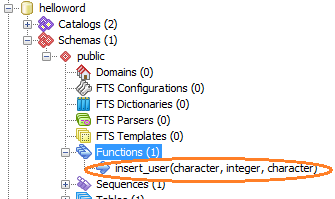 helloword
Catalogs (2)
Schemas (1)
public
Domains (0)
FTS Configurations (0)
FTS Dictionaries (0)
FTS Parsers (0)
FTS Templates (0)
Functions (1)
insert_user(character, integer, character)
Sequences (1)
Tables (1)